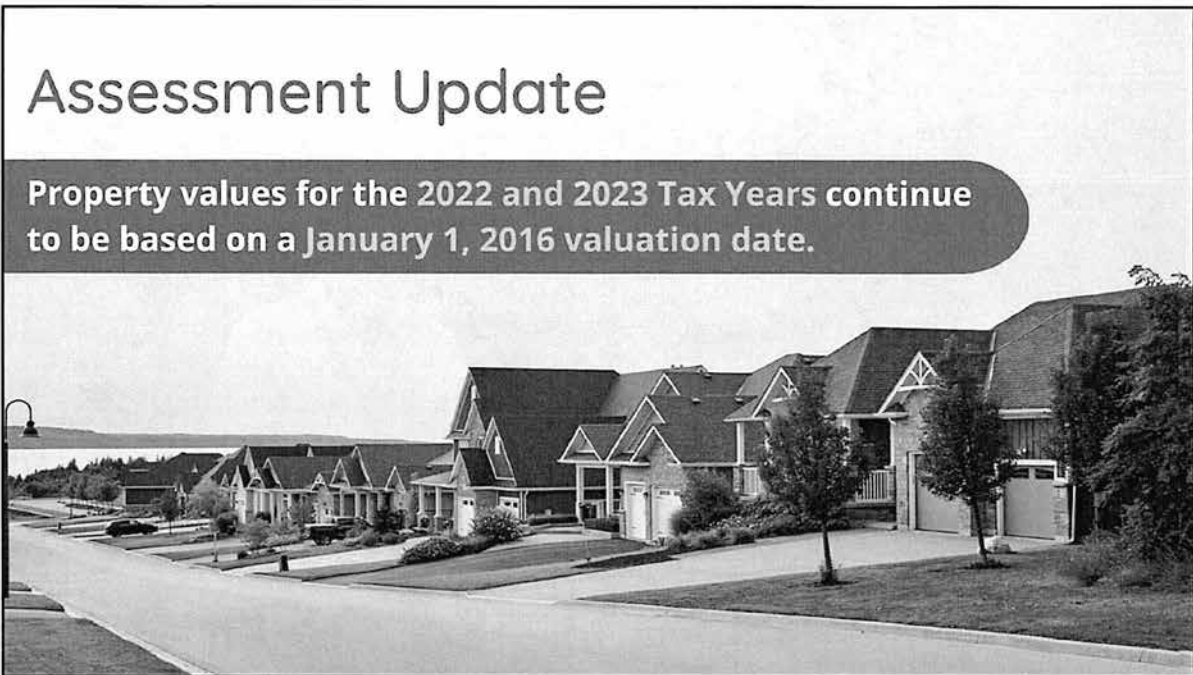 Assessment Update
Property values for the 2022 and 2023 Tax Years continue
to be based on a January 1, 2016 valuation date.